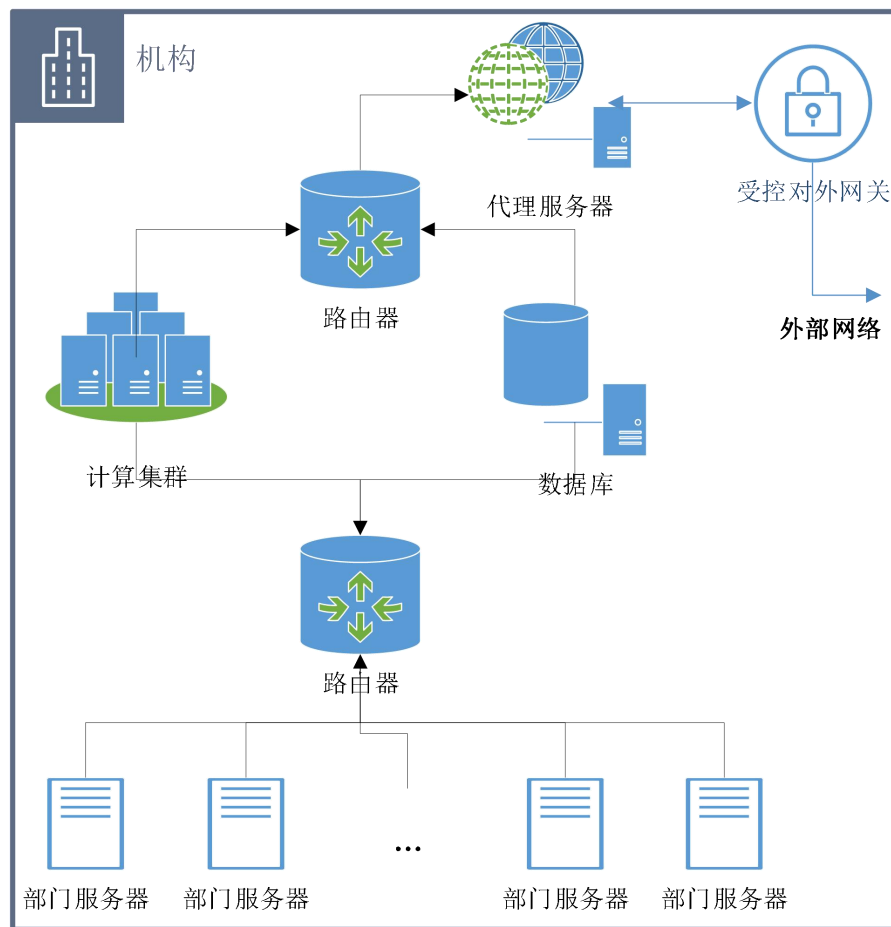 机构
代理服务器
受控对外网关
路由器
外部网络
计算集群
数据库
路由器
...
部门服务器
部门服务器
部门服务器
部门服务器